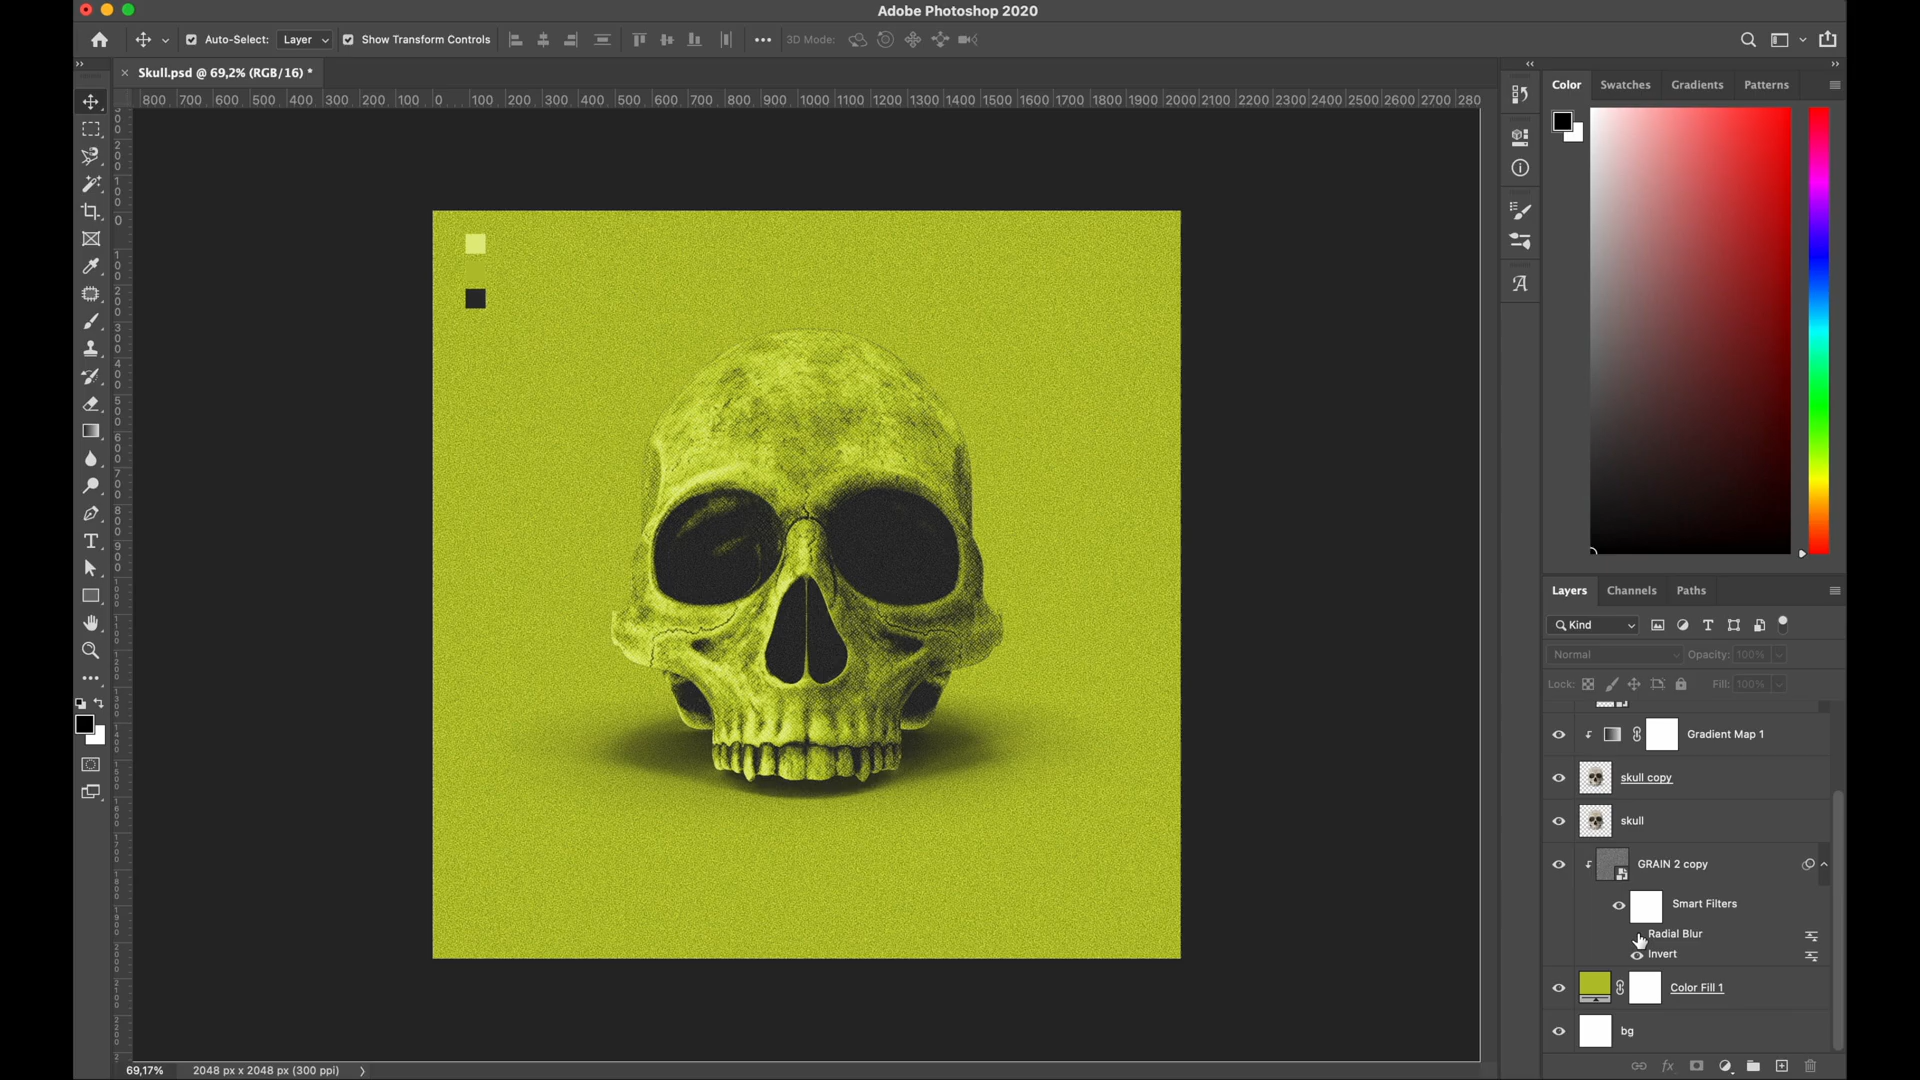 Adobe Photoshop 2020
Auto-Select: Layer Show Transform Controls 3D Mode:
Skull.psd @ 69,2% (RGB/16) *
Color Swatches Gradients Patterns
800 700 600 500 400 300 200 100 0 100 200 300 400 500 600 700 800 900 1000 1100 1200 1300 1400 1500 1600 1700 1800 1900 2000 2100 2200 2300 2400 2500 2600 2700 280
Layers Channels Paths
Kind
Normal Opacity: 100%
Lock: Fill: 100%
Gradient Map 1
skull copy
skull
GRAIN 2 copy
Smart Filters
Radial Blur
Invert
Color Fill 1
bg
69,17% 2048 px x 2048 px (300 ppi)